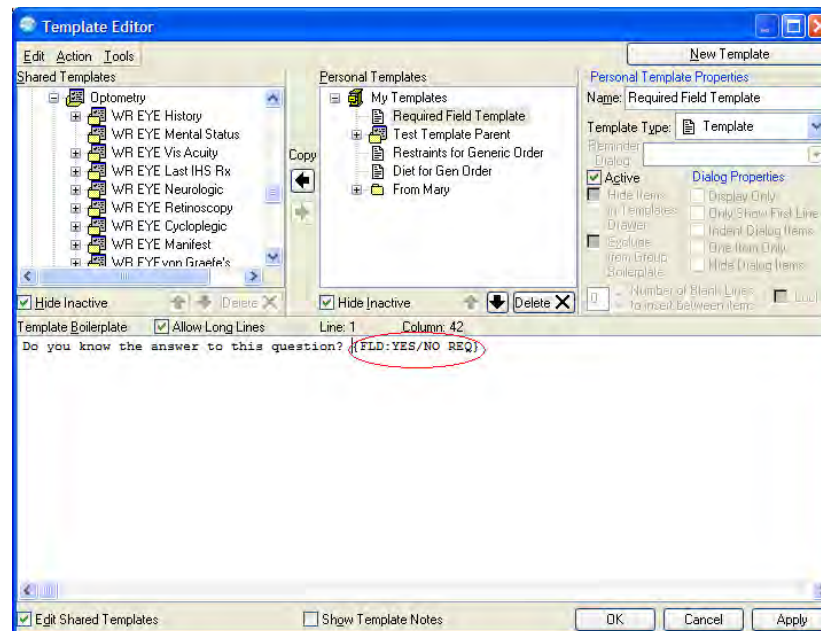 Template Editor
Edit Action Tools
New Template
Shared Templates
Optometry
WR EYE History
WR EYE Mental Status
WR EYE Vis Acuity
WR EYE Last IHS Rx
WR EYE Neurologic
WR EYE Retinoscopy
WR EYE Cycloplegic
WR EYE Manifest
WR EYE von Graefe's
Copy
Personal Templates
My Templates
Required Field Template
Test Template Parent
Restraints for Generic Order
Diet for Gen Order
From Mary
Personal Template Properties
Name: Required Field Template
Template Type: Template
Reminder
Dialog:
Active
Hide Items
in Templates
Drawer
Exclude
from Group
Boilerplate
Dialog Properties
Display Only
Only Show First Line
Indent Dialog Items
One Item Only
Hide Dialog Items
0 Number of Blank Lines
to insert between items
Hide Inactive Delete
Hide Inactive Delete
Template Boilerplate Allow Long Lines Line: 1 Column: 42
Do you know the answer to this question? {FLD:YES/NO REQ}
Edit Shared Templates Show Template Notes OK Cancel Apply